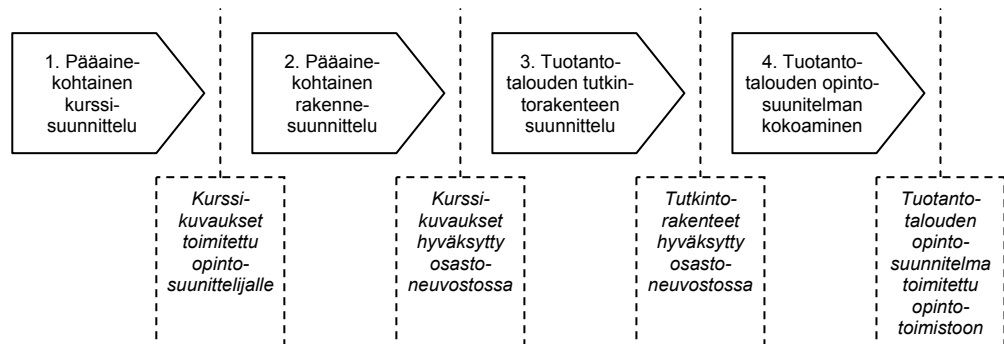 1. Pääaine-
kohtainen
kurssi-
suunnittelu
2. Pääaine-
kohtainen
rakenne-
suunnittelu
3. Tuotanto-
talouden tutkin-
torakenteen
suunnittelu
4. Tuotanto-
talouden opinto-
suunitelman
kokoaminen
Kurssi-
kuvaukset
toimitettu
opinto-
suunittelijalle
Kurssi-
kuvaukset
hyväksytty
osasto-
neuvostossa
Tutkinto-
rakenteet
hyväksytty
osasto-
neuvostossa
Tuotanto-
talouden
opinto-
suunnitelma
toimitettu
opinto-
toimistoon